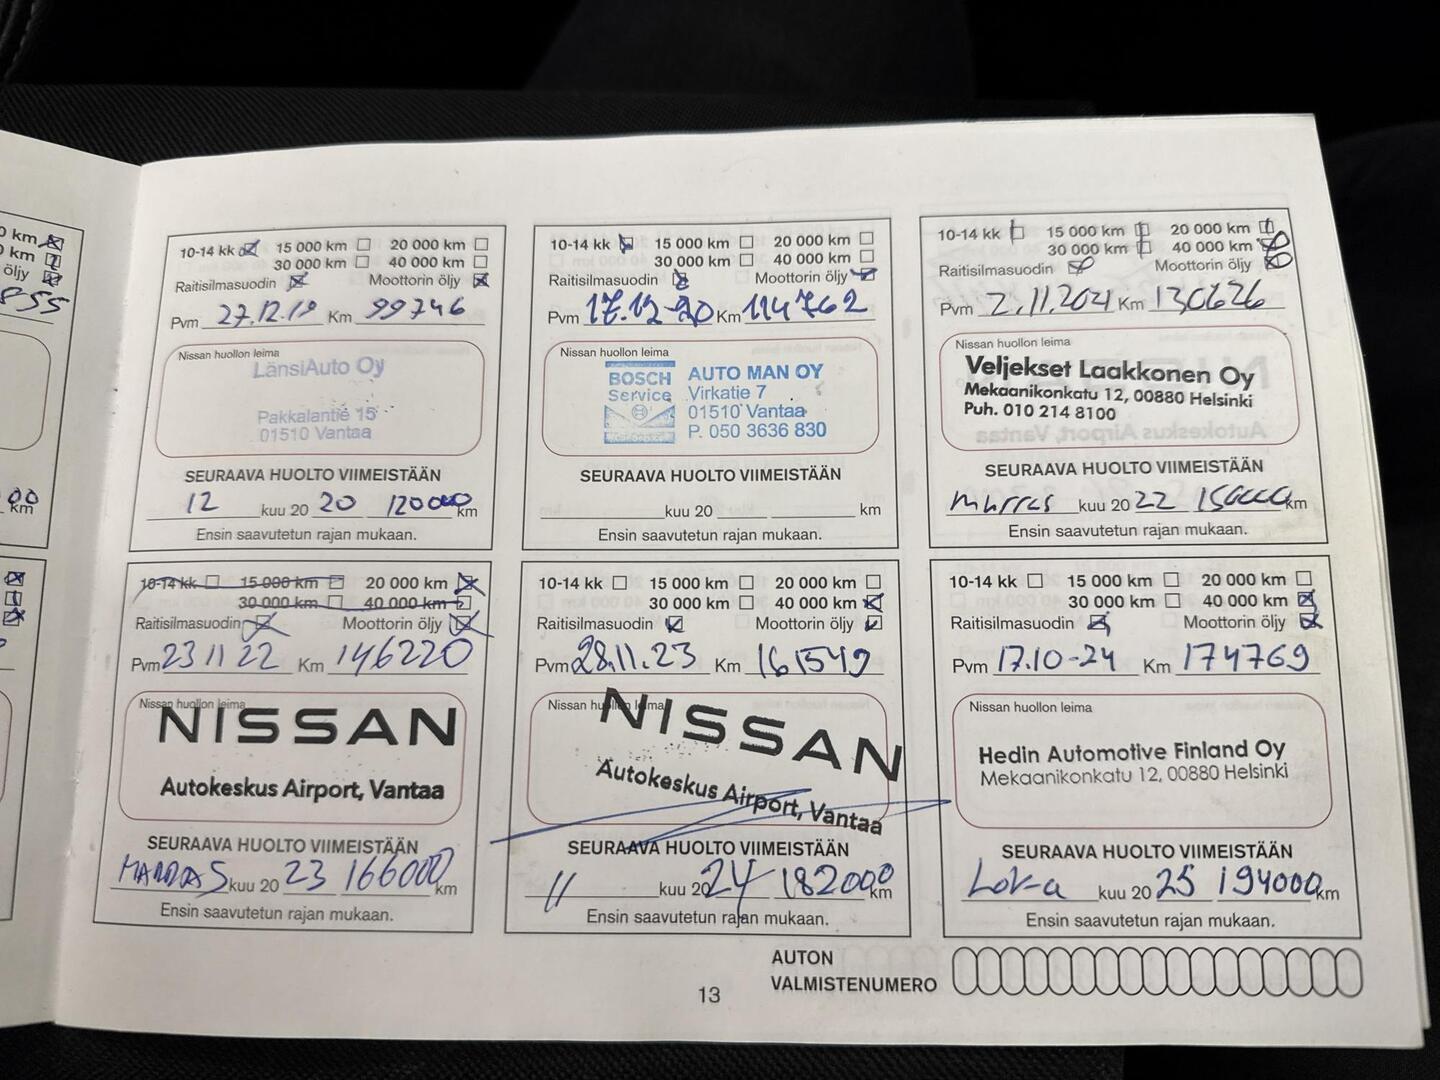 0 km
0 km
öljy
855
00
km
10-14 kk 15 000 km 20 000 km
30 000 km 40 000 km
Raitisilmasuodin Moottorin öljy
Pvm 27.12.19 Km 99746
Nissan huollon leima
LänsiAuto Oy
Pakkalantie 15
01510 Vantaa
SEURAAVA HUOLTO VIIMEISTÄÄN
12 kuu 20 20 120000 km
Ensin saavutetun rajan mukaan.
10-14 kk 15 000 km 20 000 km
30 000 km 40 000 km
Raitisilmasuodin Moottorin öljy
Pvm 17.12-20 Km 114762
Nissan huollon leima
BOSCH
Service
AUTO MAN OY
Virkatie 7
01510 Vantaa
P. 050 3636 830
SEURAAVA HUOLTO VIIMEISTÄÄN
kuu 20 km
Ensin saavutetun rajan mukaan.
10-14 kk 15 000 km 20 000 km
30 000 km 40 000 km
Raitisilmasuodin Moottorin öljy
Pvm 2.11.2021 Km 130626
Nissan huollon leima
Veljekset Laakkonen Oy
Mekaanikonkatu 12, 00880 Helsinki
Puh. 010 214 8100
SEURAAVA HUOLTO VIIMEISTÄÄN
kuu 20 22 150000 km
Ensin saavutetun rajan mukaan.
10-14 kk 15 000 km 20 000 km
30 000 km 40 000 km
Raitisilmasuodin Moottorin öljy
Pvm 23 11 22 Km 146220
Nissan huollon leima
NISSAN
Autokeskus Airport, Vantaa
SEURAAVA HUOLTO VIIMEISTÄÄN
MARRAS kuu 20 23 166000 km
Ensin saavutetun rajan mukaan.
10-14 kk 15 000 km 20 000 km
30 000 km 40 000 km
Raitisilmasuodin Moottorin öljy
Pvm 28.11.23 Km 161549
Nissan huollon leima
NISSAN
Autokeskus Airport, Vantaa
SEURAAVA HUOLTO VIIMEISTÄÄN
11 kuu 20 24 182000 km
Ensin saavutetun rajan mukaan.
10-14 kk 15 000 km 20 000 km
30 000 km 40 000 km
Raitisilmasuodin Moottorin öljy
Pvm 17.10-24 Km 174769
Nissan huollon leima
Hedin Automotive Finland Oy
Mekaanikonkatu 12, 00880 Helsinki
SEURAAVA HUOLTO VIIMEISTÄÄN
Loka kuu 20 25 194000 km
Ensin saavutetun rajan mukaan.
AUTON
VALMISTENUMERO
13